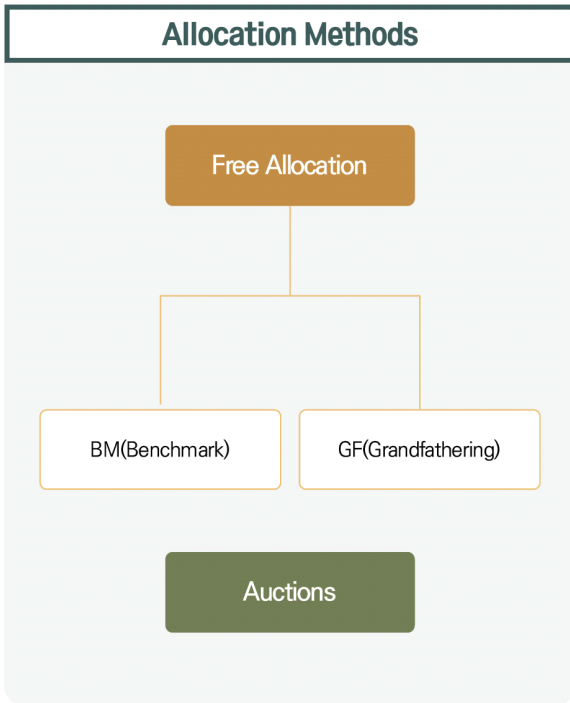 Allocation Methods
Free Allocation
BM(Benchmark)
GF(Grandfathering)
Auctions